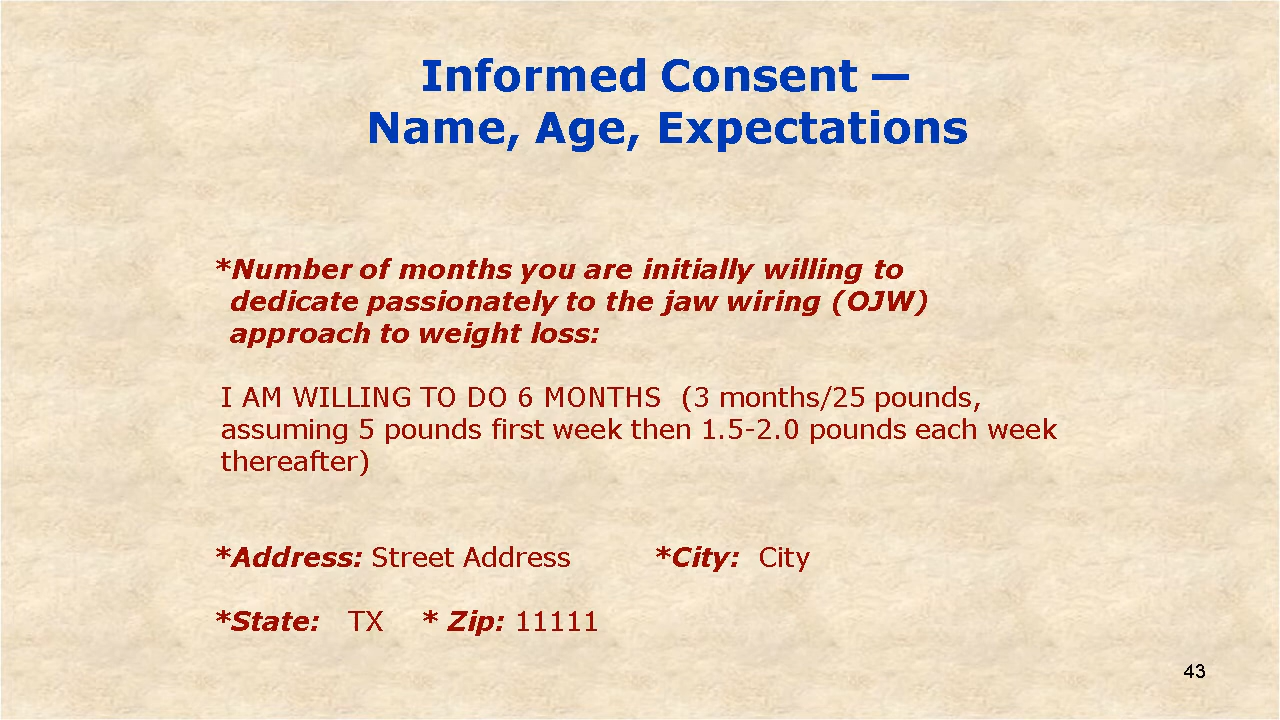 Informed Consent —
Name, Age, Expectations
*Number of months you are initially willing to
dedicate passionately to the jaw wiring (OJW)
approach to weight loss:
I AM WILLING TO DO 6 MONTHS (3 months/25 pounds,
assuming 5 pounds first week then 1.5-2.0 pounds each week
thereafter)
*Address: Street Address *City: City
*State: TX * Zip: 11111
43